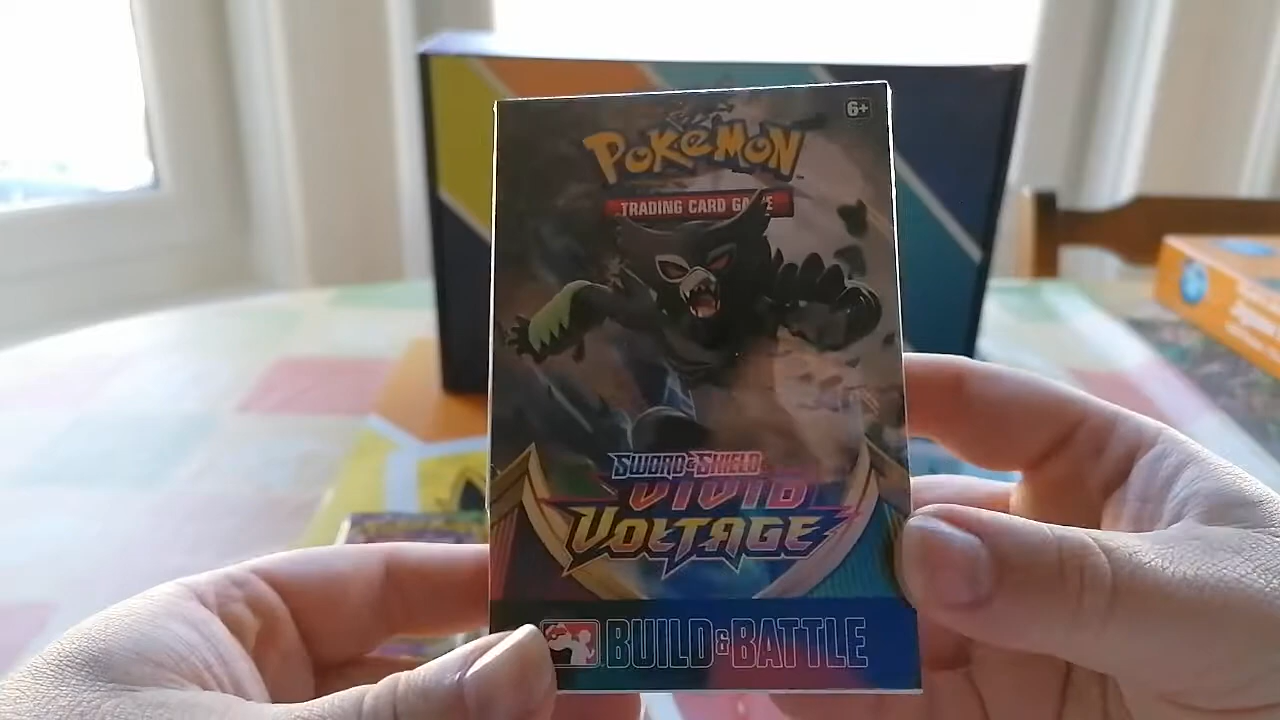 6+
POKéMON
TRADING CARD GAME
SWORD & SHIELD
VIVID
VOLTAGE
BUILD & BATTLE